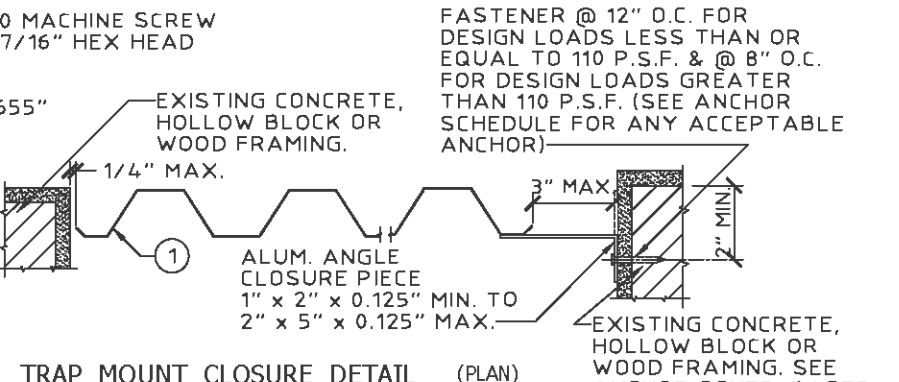 0 MACHINE SCREW
7/16" HEX HEAD
655"
EXISTING CONCRETE,
HOLLOW BLOCK OR
WOOD FRAMING.
1/4" MAX.
FASTENER @ 12" O.C. FOR
DESIGN LOADS LESS THAN OR
EQUAL TO 110 P.S.F. & @ 8" O.C.
FOR DESIGN LOADS GREATER
THAN 110 P.S.F. (SEE ANCHOR
SCHEDULE FOR ANY ACCEPTABLE
ANCHOR)
3" MAX
2" MIN
1
ALUM. ANGLE
CLOSURE PIECE
1" x 2" x 0.125" MIN. TO
2" x 5" x 0.125" MAX.
EXISTING CONCRETE,
HOLLOW BLOCK OR
WOOD FRAMING. SEE
TRAP MOUNT CLOSURE DETAIL (PLAN)